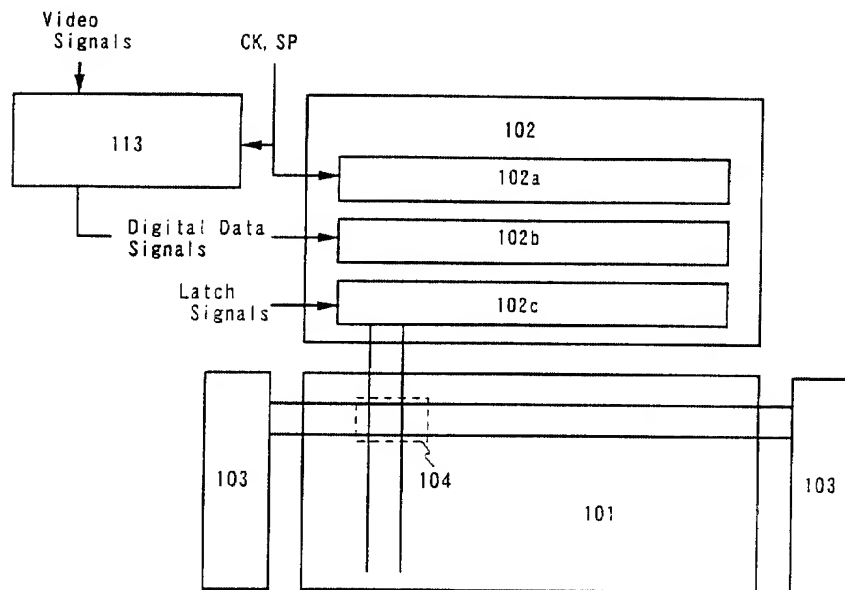 Video
Signals
CK, SP
113
102
102a
Digital Data
Signals
102b
Latch
Signals
102c
103
104
101
103